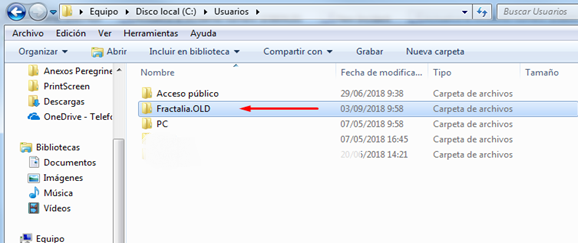 Equipo ▸ Disco local (C:) ▸ Usuarios ▸
Buscar Usuarios
Archivo Edición Ver Herramientas Ayuda
Organizar Abrir Incluir en biblioteca Compartir con Grabar Nueva carpeta
Nombre Fecha de modifica... Tipo Tamaño
Anexos Peregrine
PrintScreen
Descargas
OneDrive - Telefo
Bibliotecas
Documentos
Imágenes
Música
Vídeos
Equipo
Acceso público 29/06/2018 9:38 Carpeta de archivos
Fractalia.OLD 03/09/2018 9:58 Carpeta de archivos
PC 07/05/2018 9:58 Carpeta de archivos
07/05/2018 16:45 Carpeta de archivos
20/06/2018 14:21 Carpeta de archivos